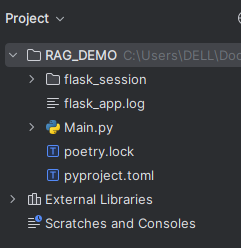 Project
RAG_DEMO C:\Users\DELL\Doc
flask_session
flask_app.log
Main.py
poetry.lock
pyproject.toml
External Libraries
Scratches and Consoles